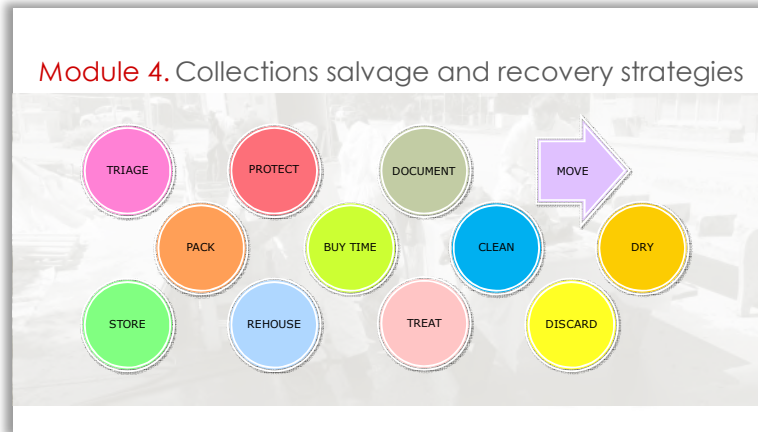 Module 4. Collections salvage and recovery strategies
TRIAGE PROTECT DOCUMENT MOVE
PACK BUY TIME CLEAN DRY
STORE REHOUSE TREAT DISCARD